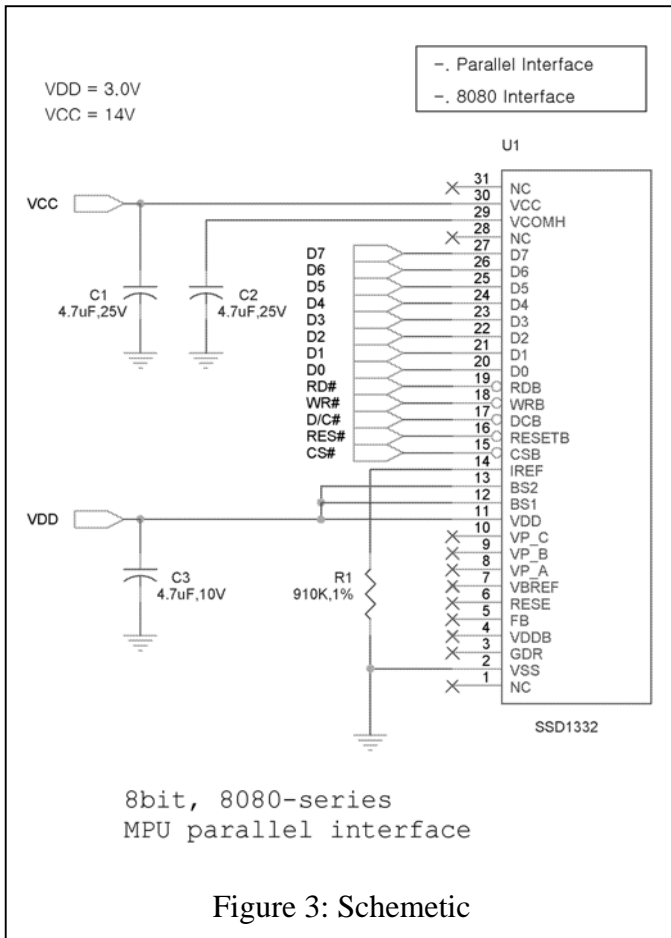 VDD = 3.0V
VCC = 14V
-. Parallel Interface
-. 8080 Interface
U1
VCC
C1
4.7uF,25V
C2
4.7uF,25V
D7
D6
D5
D4
D3
D2
D1
D0
RD#
WR#
D/C#
RES#
CS#
VDD
C3
4.7uF,10V
R1
910K,1%
31 NC
30 VCC
29 VCOMH
28 NC
27 D7
26 D6
25 D5
24 D4
23 D3
22 D2
21 D1
20 D0
19 RDB
18 WRB
17 DCB
16 RESETB
15 CSB
14 IREF
13 BS2
12 BS1
11 VDD
10 VP_C
9 VP_B
8 VP_A
7 VBREF
6 RESE
5 FB
4 VDDB
3 GDR
2 VSS
1 NC
SSD1332
8bit, 8080-series
MPU parallel interface
Figure 3: Schemetic